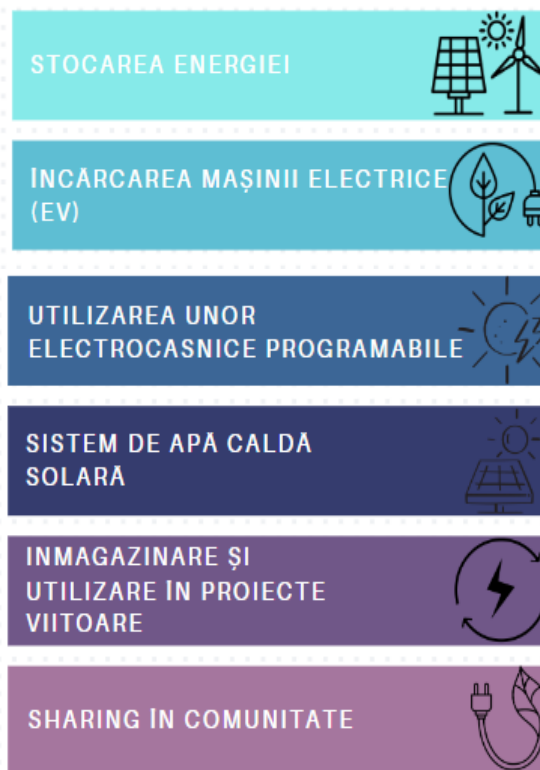 STOCAREA ENERGIEI
ÎNCĂRCAREA MAȘINII ELECTRICE
(EV)
UTILIZAREA UNOR
ELECTROCASNICE PROGRAMABILE
SISTEM DE APĂ CALDĂ
SOLARĂ
INMAGAZINARE ȘI
UTILIZARE ÎN PROIECTE
VIITOARE
SHARING ÎN COMUNITATE